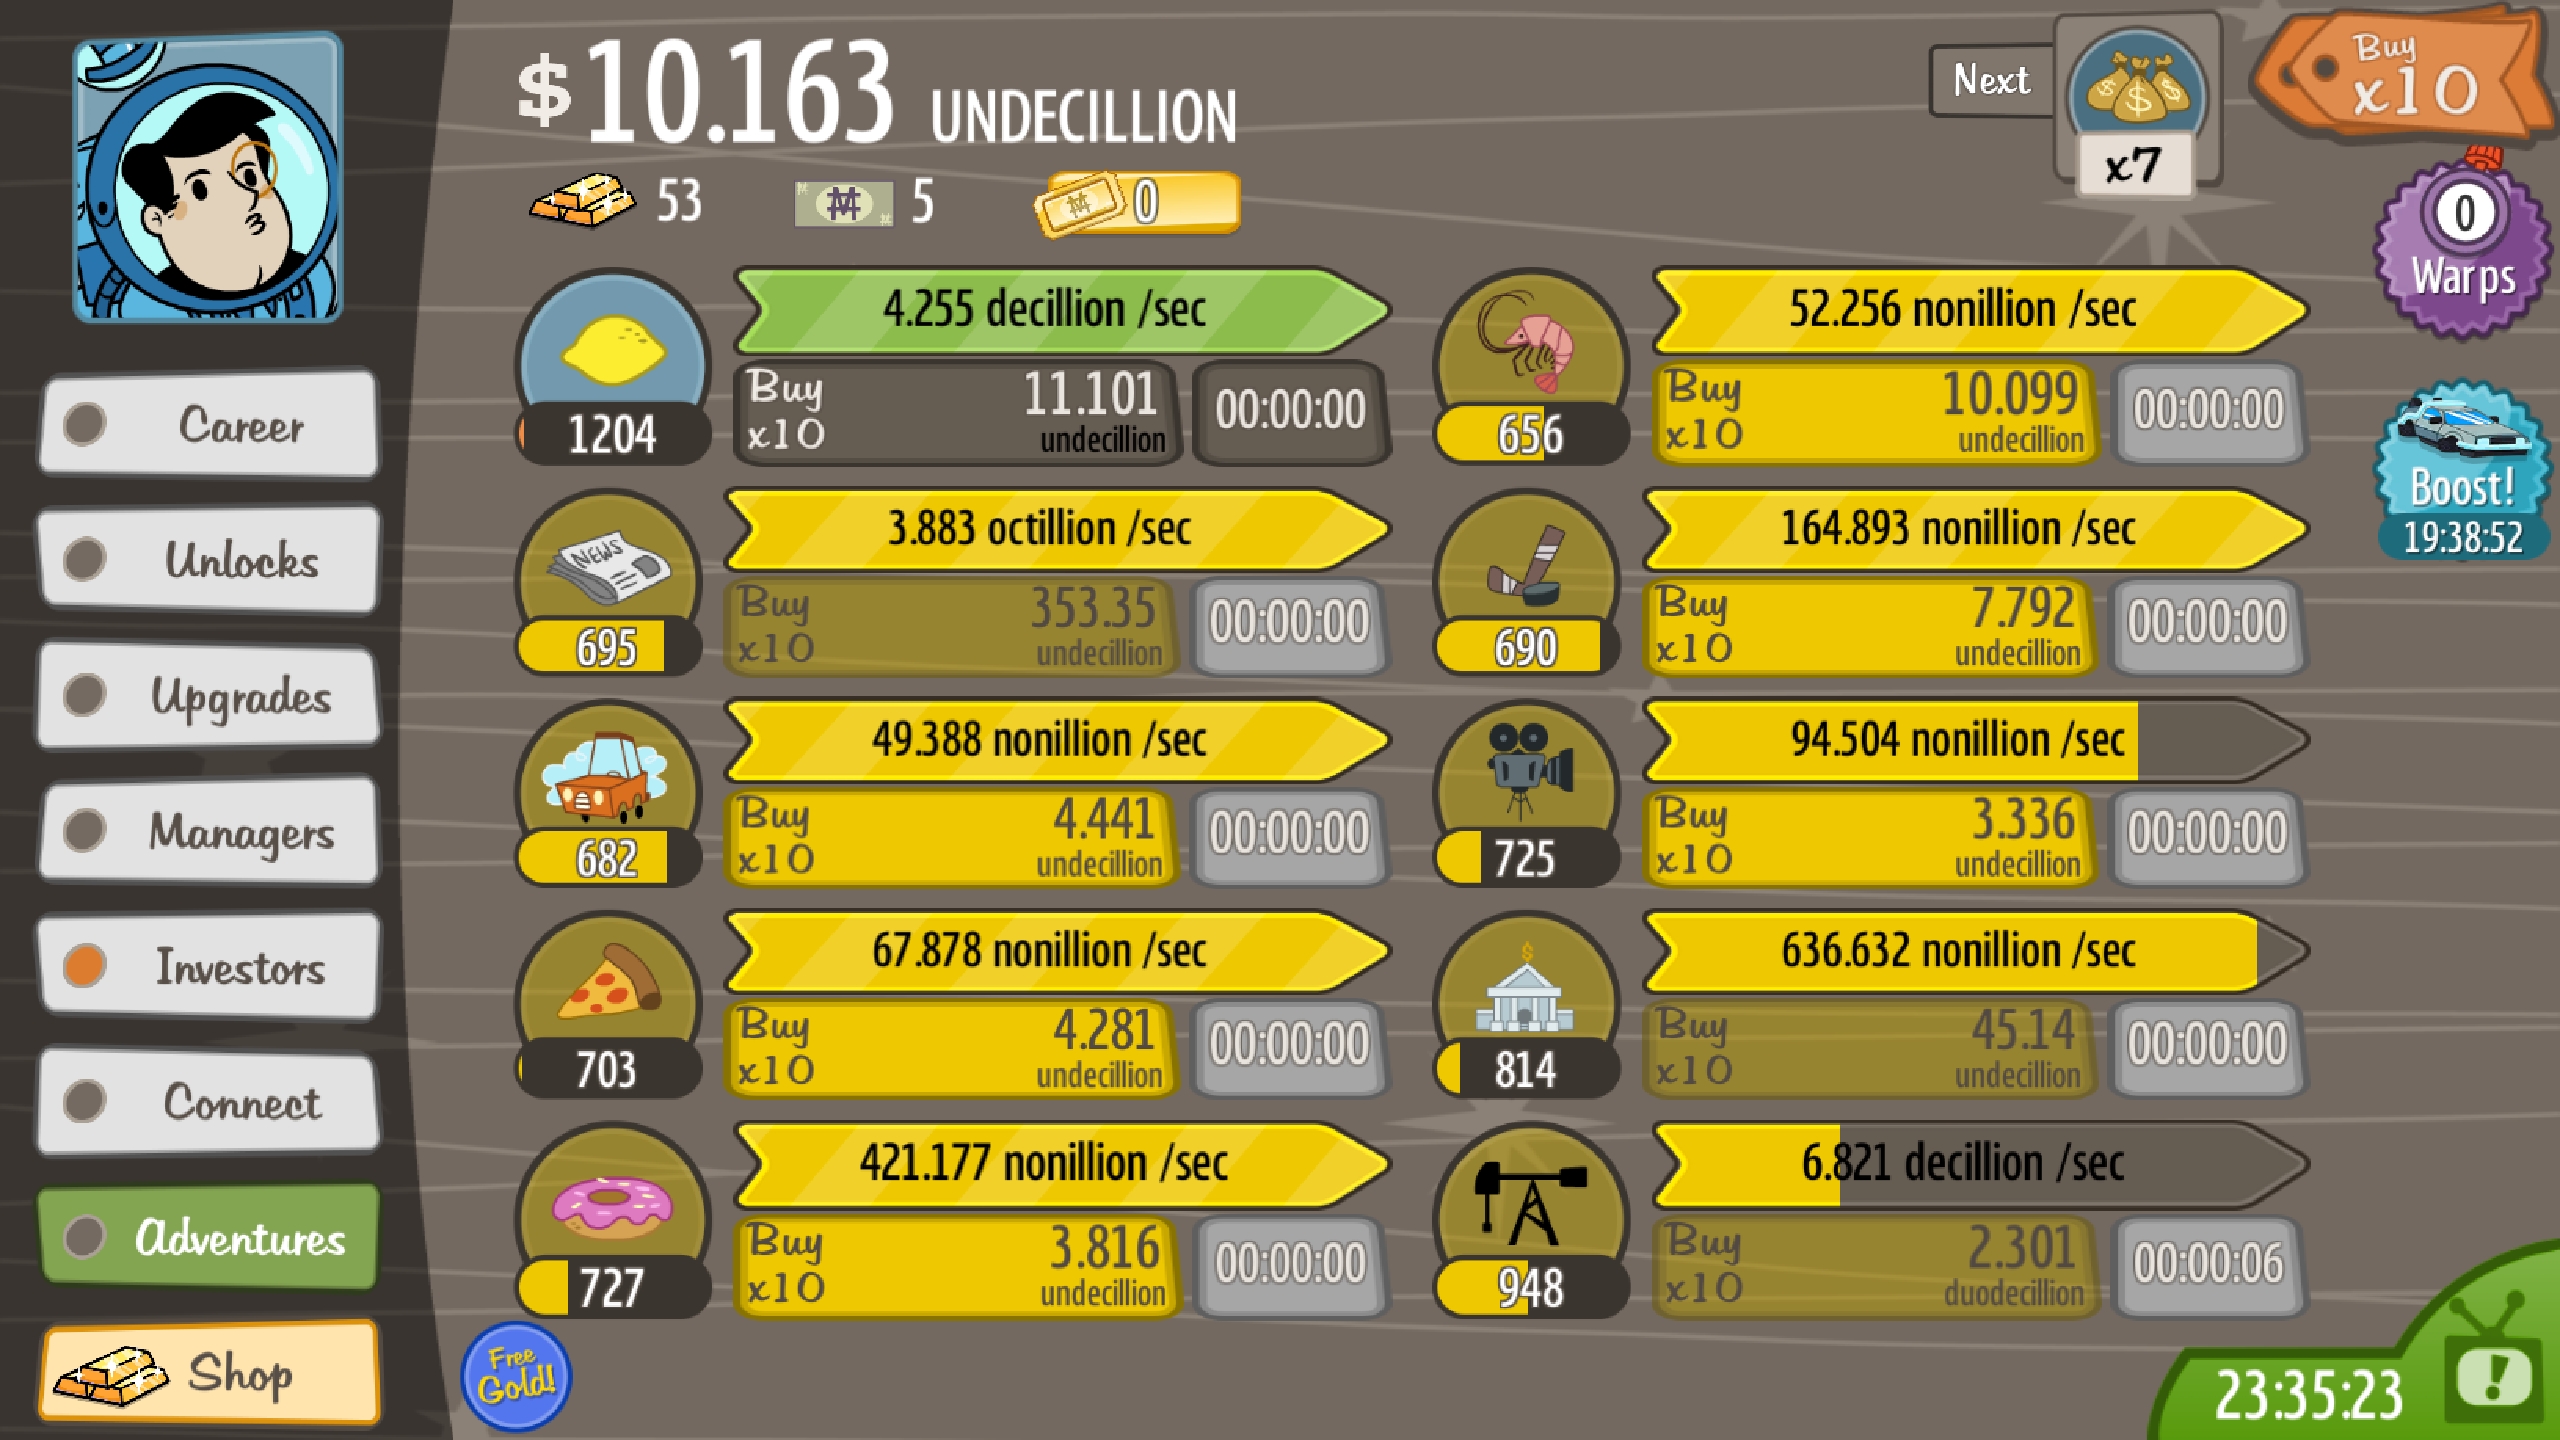 $10.163 UNDECILLION
Next
x7
Buy
x10
53
5
0
0
Warps
Boost!
19:38:52
Career
Unlocks
Upgrades
Managers
Investors
Connect
Adventures
Shop
4.255 decillion /sec
1204
Buy
x10
11.101
undecillion
00:00:00
NEWS
3.883 octillion /sec
695
Buy
x10
353.35
undecillion
00:00:00
49.388 nonillion /sec
682
Buy
x10
4.441
undecillion
00:00:00
67.878 nonillion /sec
703
Buy
x10
4.281
undecillion
00:00:00
421.177 nonillion /sec
727
Buy
x10
3.816
undecillion
00:00:00
52.256 nonillion /sec
656
Buy
x10
10.099
undecillion
00:00:00
164.893 nonillion /sec
690
Buy
x10
7.792
undecillion
00:00:00
94.504 nonillion /sec
725
Buy
x10
3.336
undecillion
00:00:00
636.632 nonillion /sec
814
Buy
x10
45.14
undecillion
00:00:00
6.821 decillion /sec
948
Buy
x10
2.301
duodecillion
00:00:06
Free
Gold!
23:35:23
!